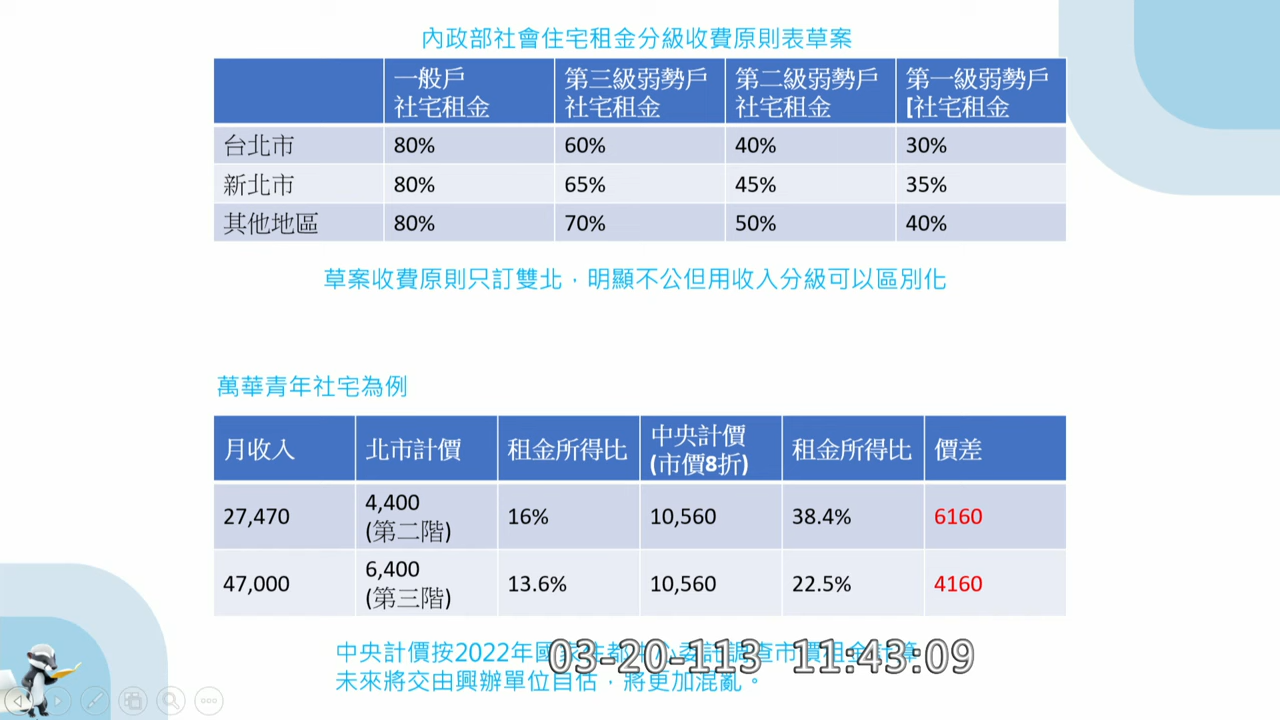 內政部社會住宅租金分級收費原則表草案
一般戶 第三級弱勢戶 第二級弱勢戶 第一級弱勢戶
社宅租金 社宅租金 社宅租金 [社宅租金
台北市 80% 60% 40% 30%
新北市 80% 65% 45% 35%
其他地區 80% 70% 50% 40%
草案收費原則只訂雙北，明顯不公但用收入分級可以區別化
萬華青年社宅為例
月收入 北市計價 租金所得比 中央計價 (市價8折) 租金所得比 價差
27,470 4,400 (第二階) 16% 10,560 38.4% 6160
47,000 6,400 (第三階) 13.6% 10,560 22.5% 4160
中央計價按2022年國 查市價租金
03-20-113 11:43:09
未來將交由興辦單位自估，將更加混亂。